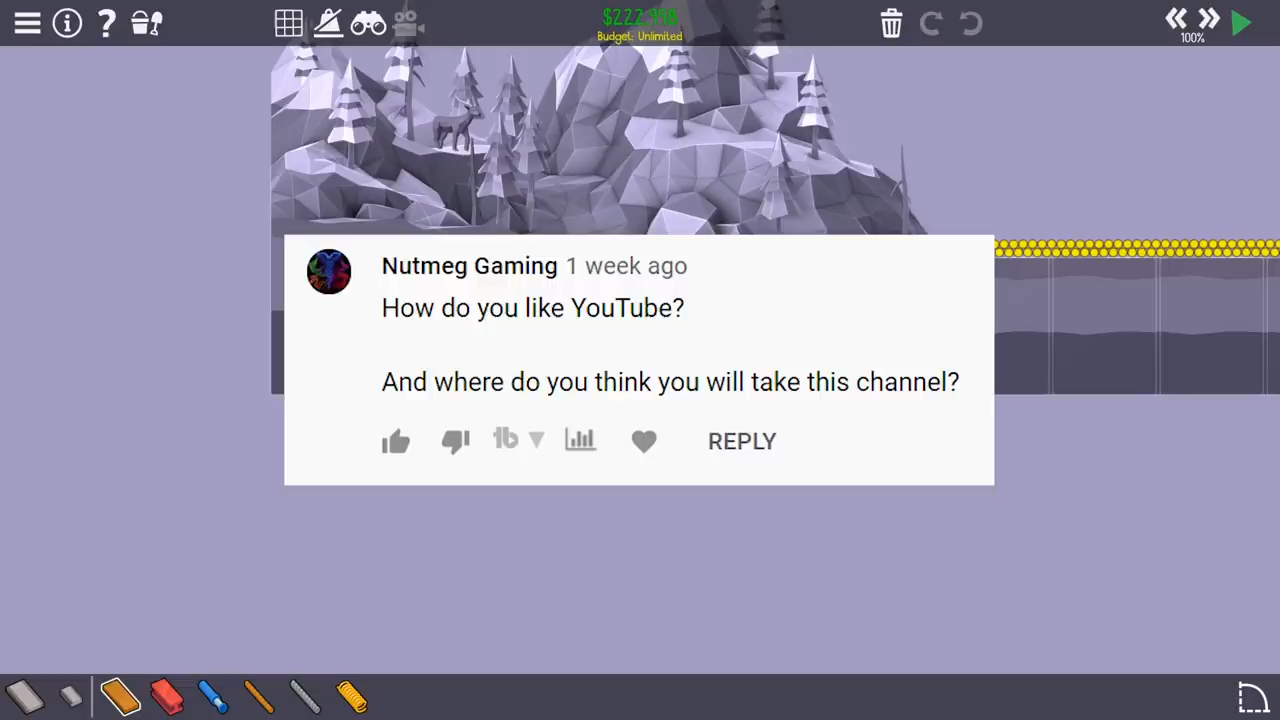 $222,998
Budget: Unlimited
100%
Nutmeg Gaming 1 week ago
How do you like YouTube?
And where do you think you will take this channel?
REPLY